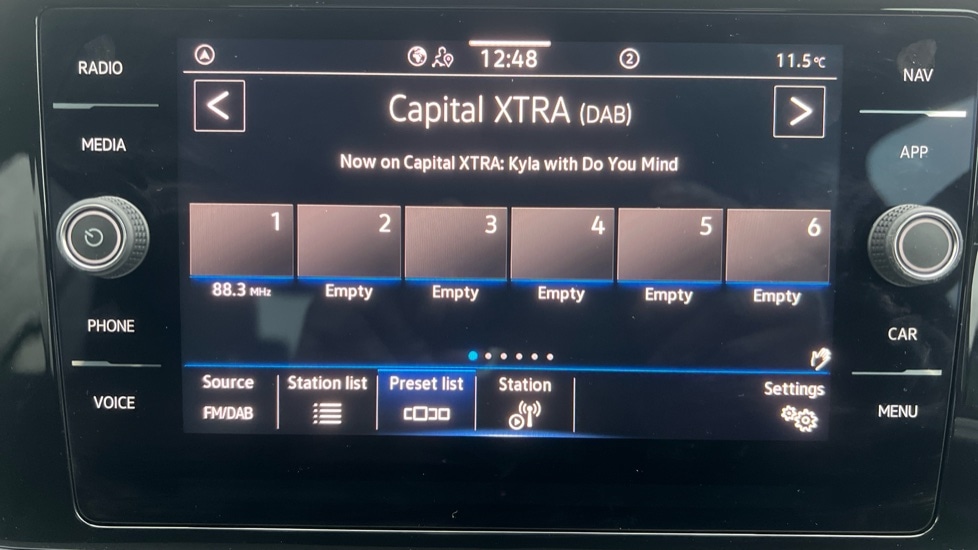 RADIO
MEDIA
PHONE
VOICE
12:48
2
11.5°C
<
Capital XTRA (DAB)
>
Now on Capital XTRA: Kyla with Do You Mind
1 2 3 4 5 6
88.3 MHz Empty Empty Empty Empty Empty
Source Station list Preset list Station Settings
FM/DAB
NAV
APP
CAR
MENU